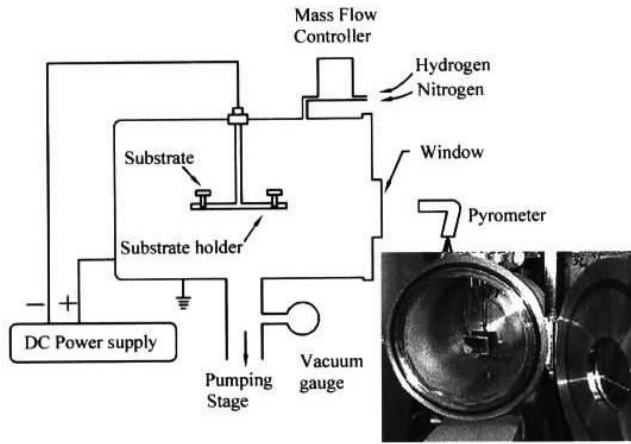 Mass Flow
Controller
Hydrogen
Nitrogen
Substrate
Window
Pyrometer
Substrate holder
− +
DC Power supply
Pumping
Stage
Vacuum
gauge